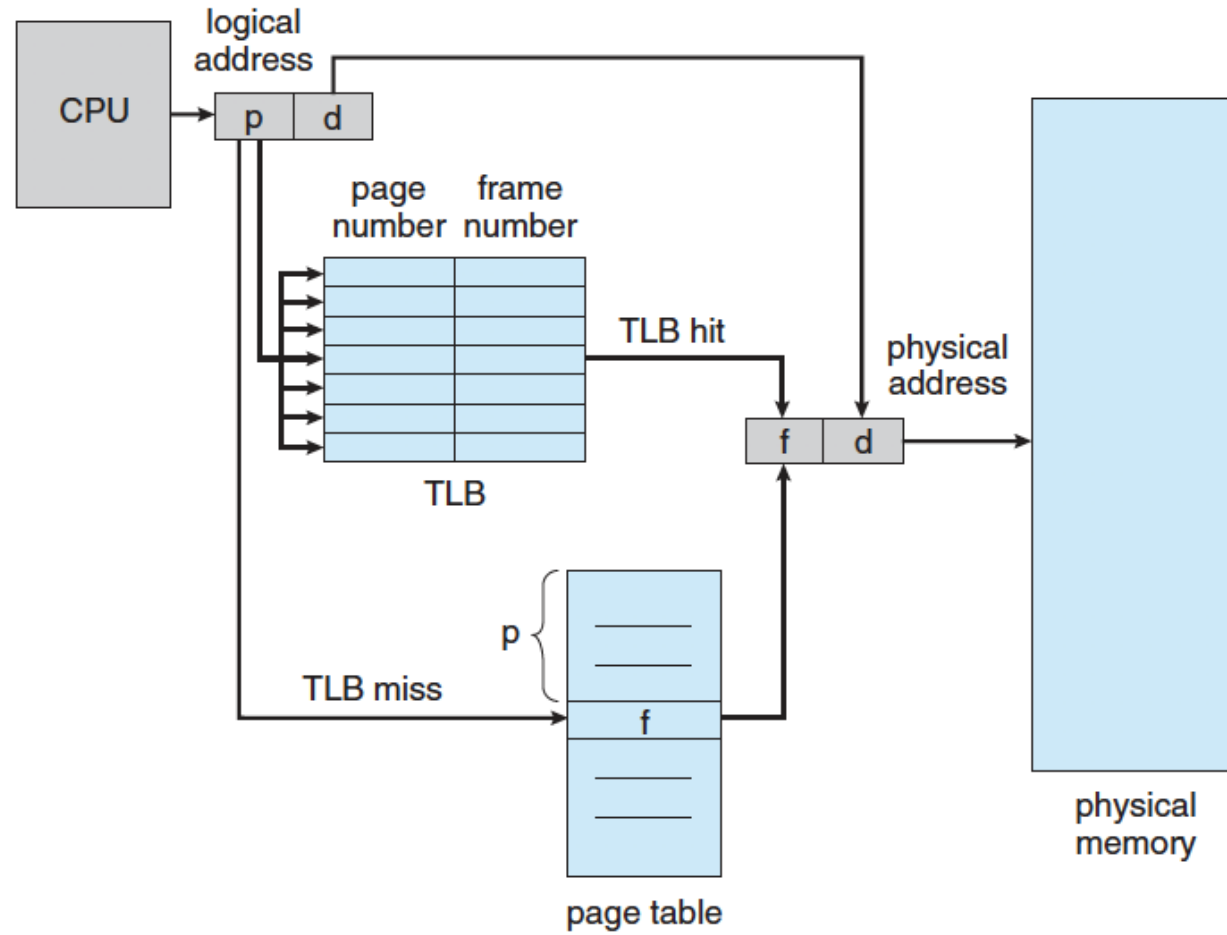 logical
address
CPU
p d
page frame
number number
TLB hit
physical
address
f d
TLB
p
TLB miss
f
physical
memory
page table